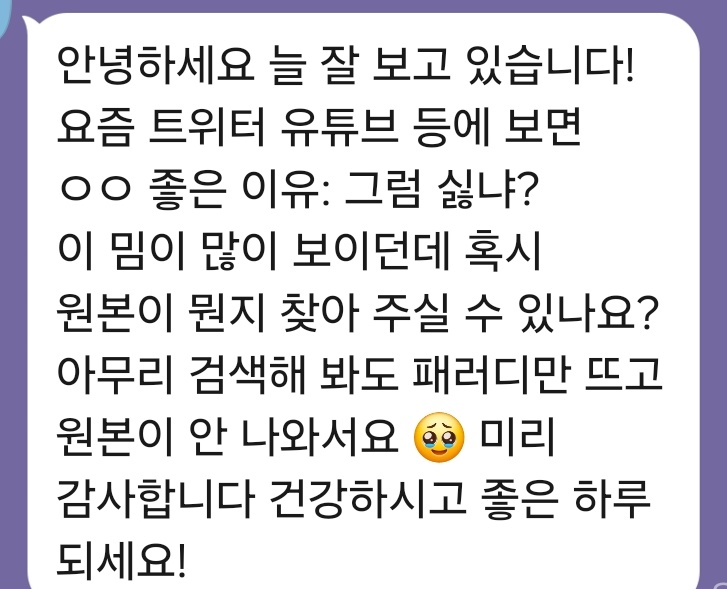 안녕하세요 늘 잘 보고 있습니다!
요즘 트위터 유튜브 등에 보면
ㅇㅇ 좋은 이유: 그럼 싫냐?
이 밈이 많이 보이던데 혹시
원본이 뭔지 찾아 주실 수 있나요?
아무리 검색해 봐도 패러디만 뜨고
원본이 안 나와서요 🥹 미리
감사합니다 건강하시고 좋은 하루
되세요!